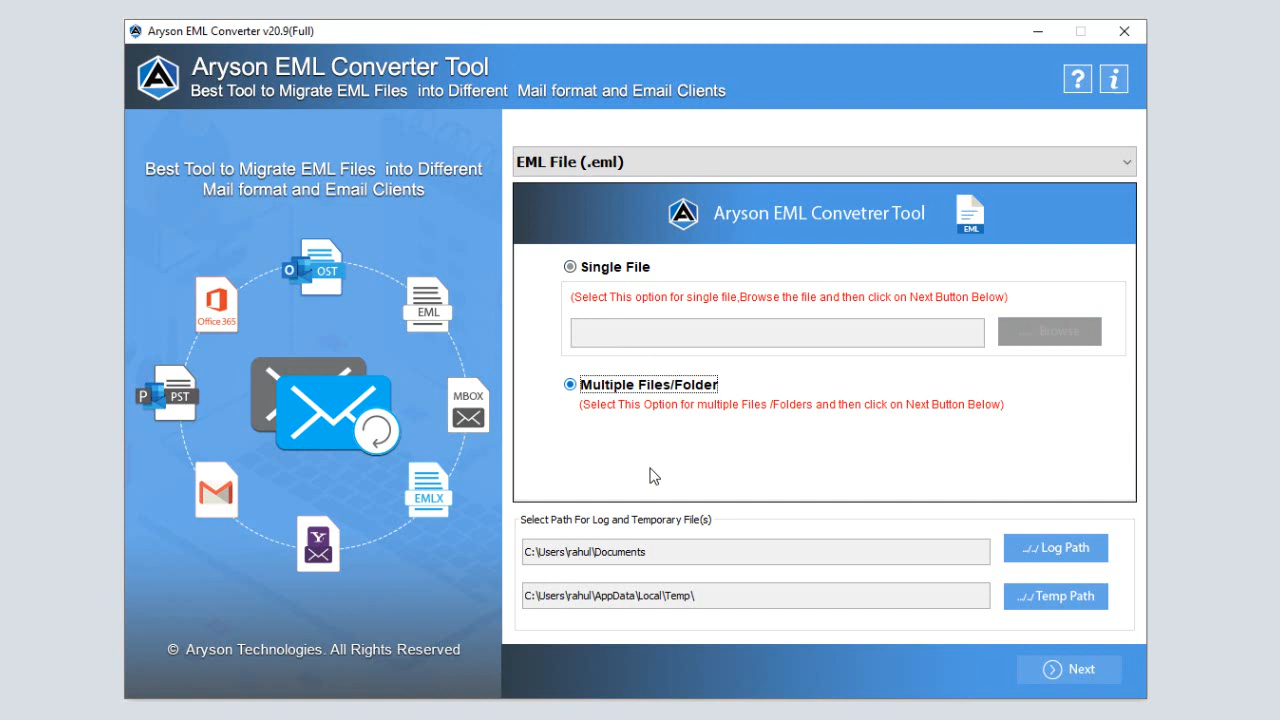 Aryson EML Converter v20.9(Full)
Aryson EML Converter Tool
Best Tool to Migrate EML Files into Different Mail format and Email Clients
? i
Best Tool to Migrate EML Files into Different
Mail format and Email Clients
O OST
Office 365
EML
P PST
MBOX
EMLX
Y
© Aryson Technologies. All Rights Reserved
EML File (.eml)
Aryson EML Convetrer Tool
EML
Single File
(Select This option for single file,Browse the file and then click on Next Button Below)
... Browse
Multiple Files/Folder
(Select This Option for multiple Files /Folders and then click on Next Button Below)
Select Path For Log and Temporary File(s)
C:\Users\rahul\Documents
../../ Log Path
C:\Users\rahul\AppData\Local\Temp\
../../ Temp Path
Next